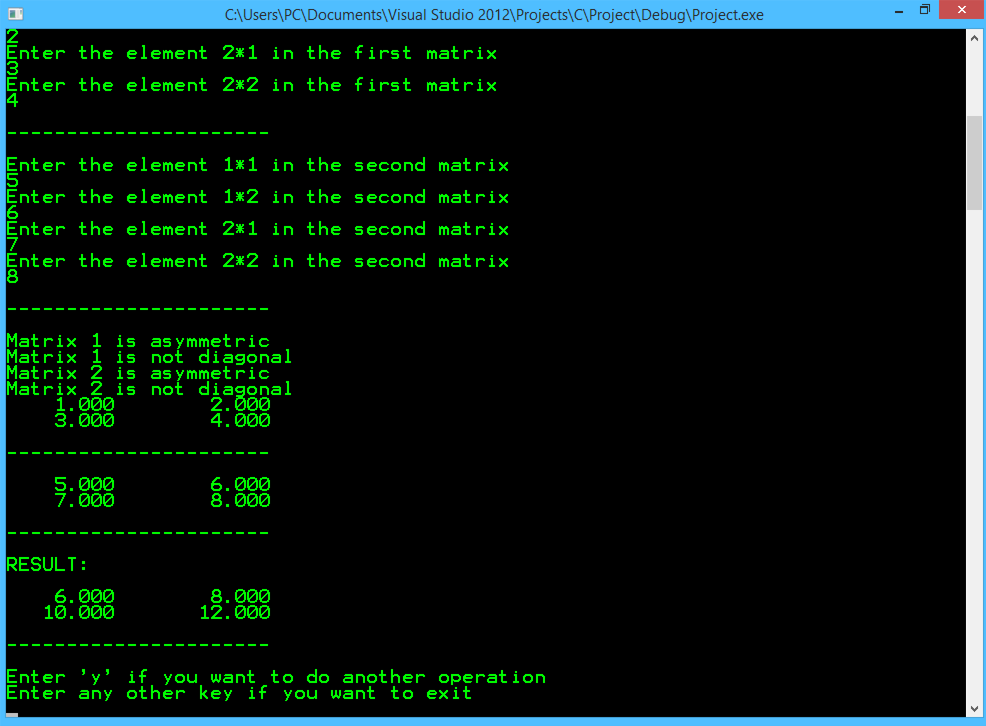 C:\Users\PC\Documents\Visual Studio 2012\Projects\C\Project\Debug\Project.exe
2
Enter the element 2*1 in the first matrix
3
Enter the element 2*2 in the first matrix
4
----------------------
Enter the element 1*1 in the second matrix
5
Enter the element 1*2 in the second matrix
6
Enter the element 2*1 in the second matrix
7
Enter the element 2*2 in the second matrix
8
----------------------
Matrix 1 is asymmetric
Matrix 1 is not diagonal
Matrix 2 is asymmetric
Matrix 2 is not diagonal
1.000 2.000
3.000 4.000
----------------------
5.000 6.000
7.000 8.000
----------------------
RESULT:
6.000 8.000
10.000 12.000
----------------------
Enter 'y' if you want to do another operation
Enter any other key if you want to exit